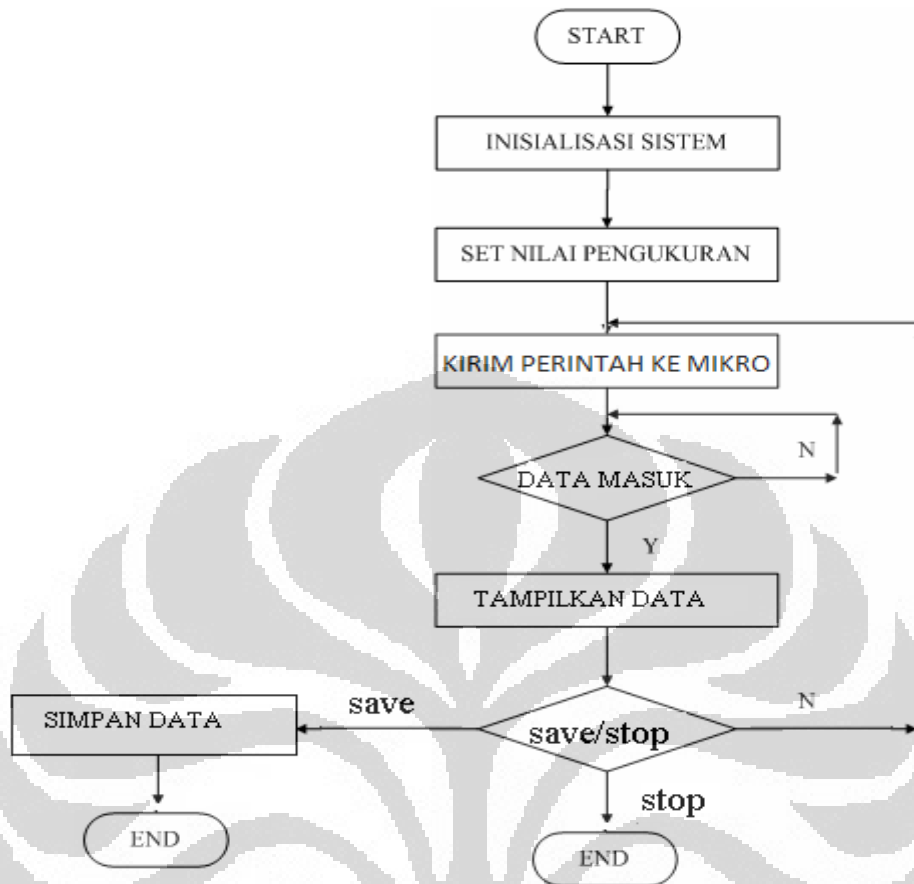 START
INISIALISASI SISTEM
SET NILAI PENGUKURAN
KIRIM PERINTAH KE MIKRO
N
DATA MASUK
Y
TAMPILKAN DATA
save
N
SIMPAN DATA
save/stop
stop
END
END